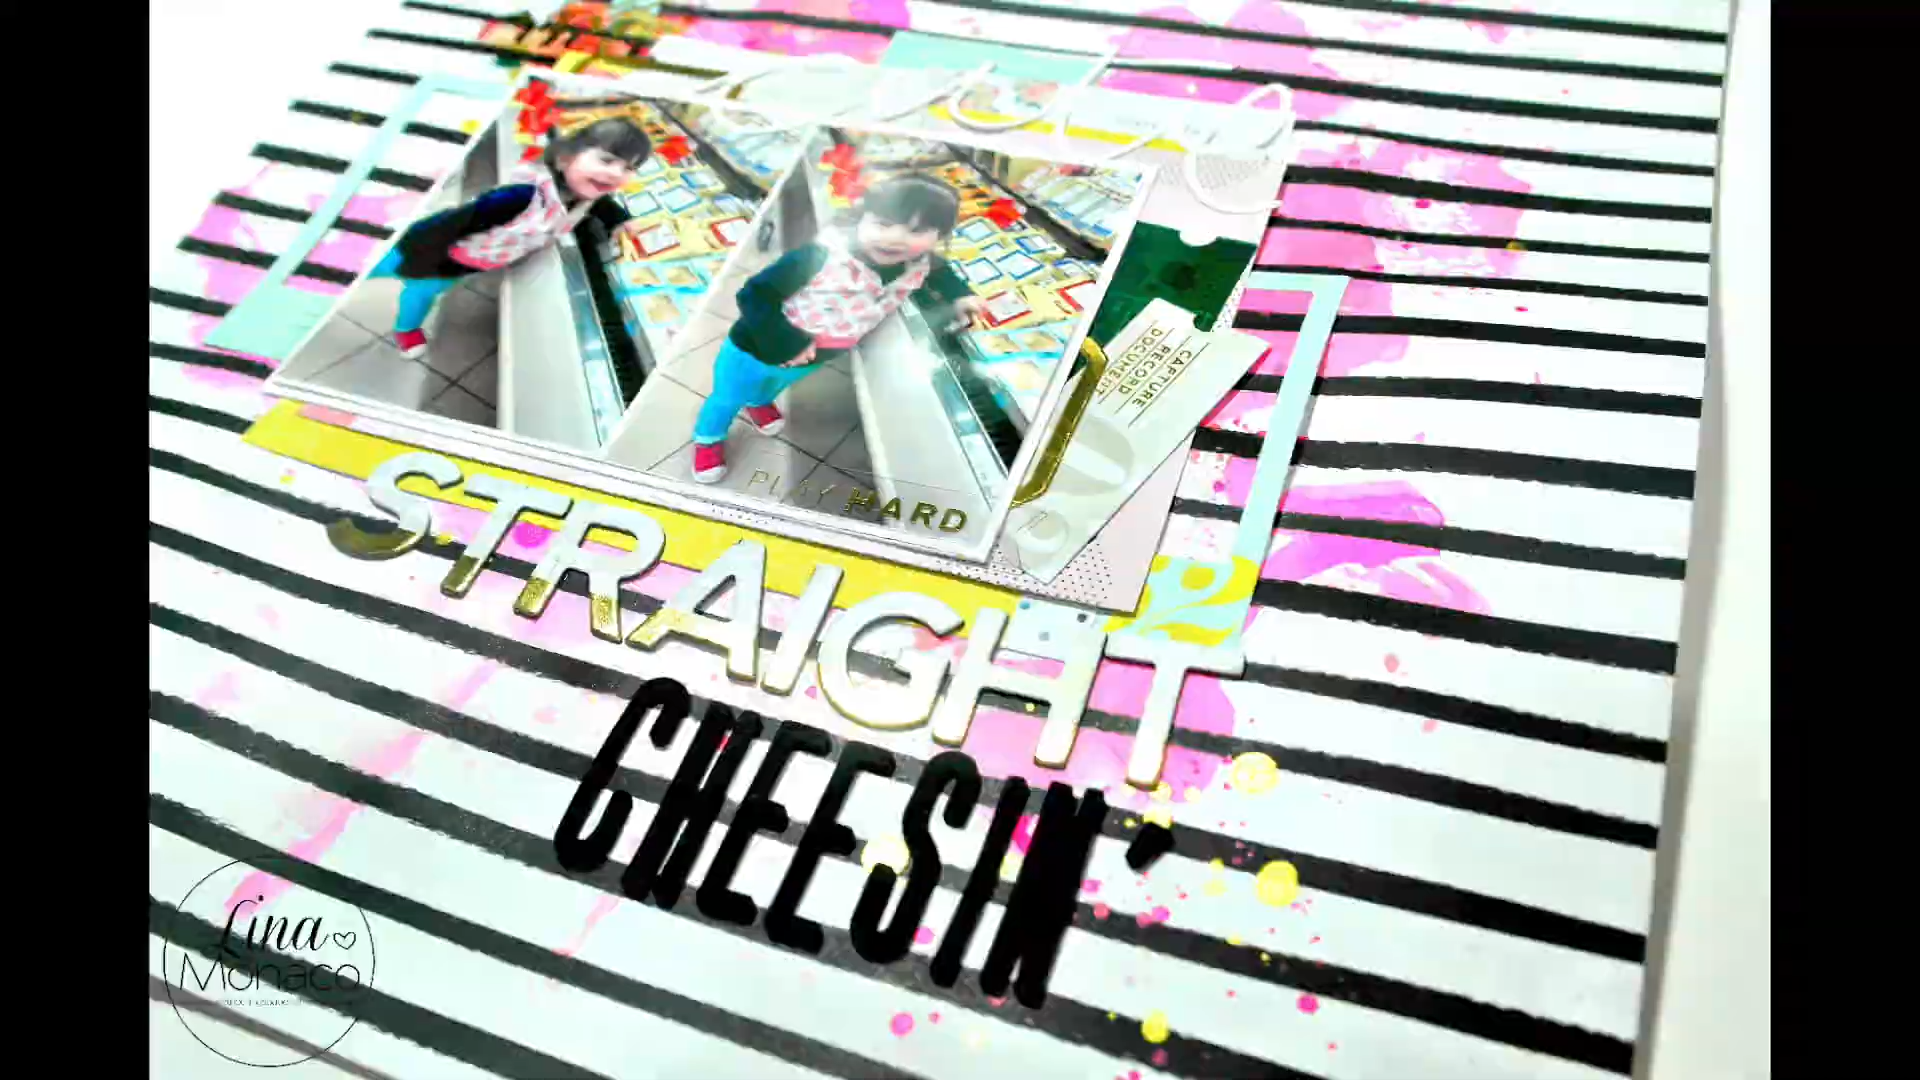 CAPTURE
RECORD
DOCUMENT
PLAY HARD
STRAIGHT
CHEESIN'
Lina
Monaco